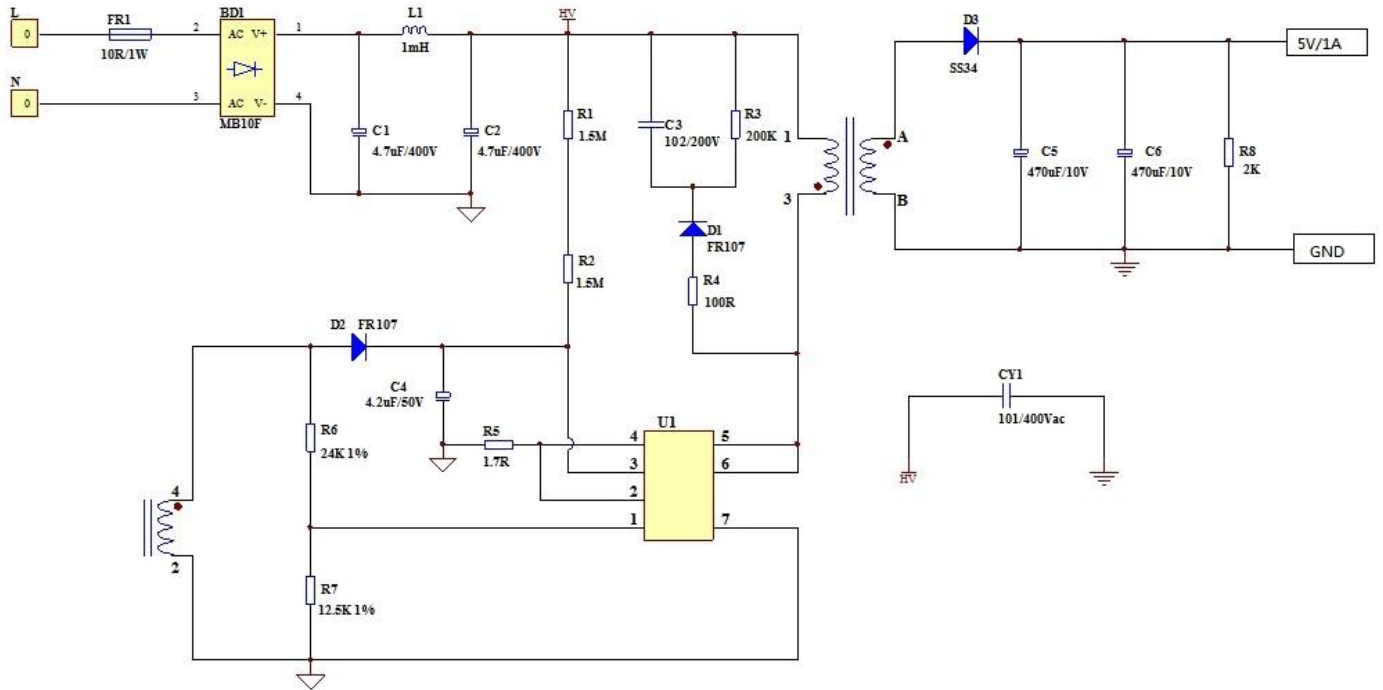 L
0
FR1
10R/1W
N
0
BD1
2
AC V+
1
3
AC V-
4
MB10F
L1
1mH
C1
4.7uF/400V
C2
4.7uF/400V
HV
R1
1.5M
R2
1.5M
C3
102/200V
R3
200K
D1
FR107
R4
100R
1
3
A
B
D3
SS34
C5
470uF/10V
C6
470uF/10V
R8
2K
5V/1A
GND
D2 FR107
C4
4.2uF/50V
R5
1.7R
R6
24K 1%
R7
12.5K 1%
4
2
U1
4
3
2
1
5
6
7
CY1
101/400Vac
HV